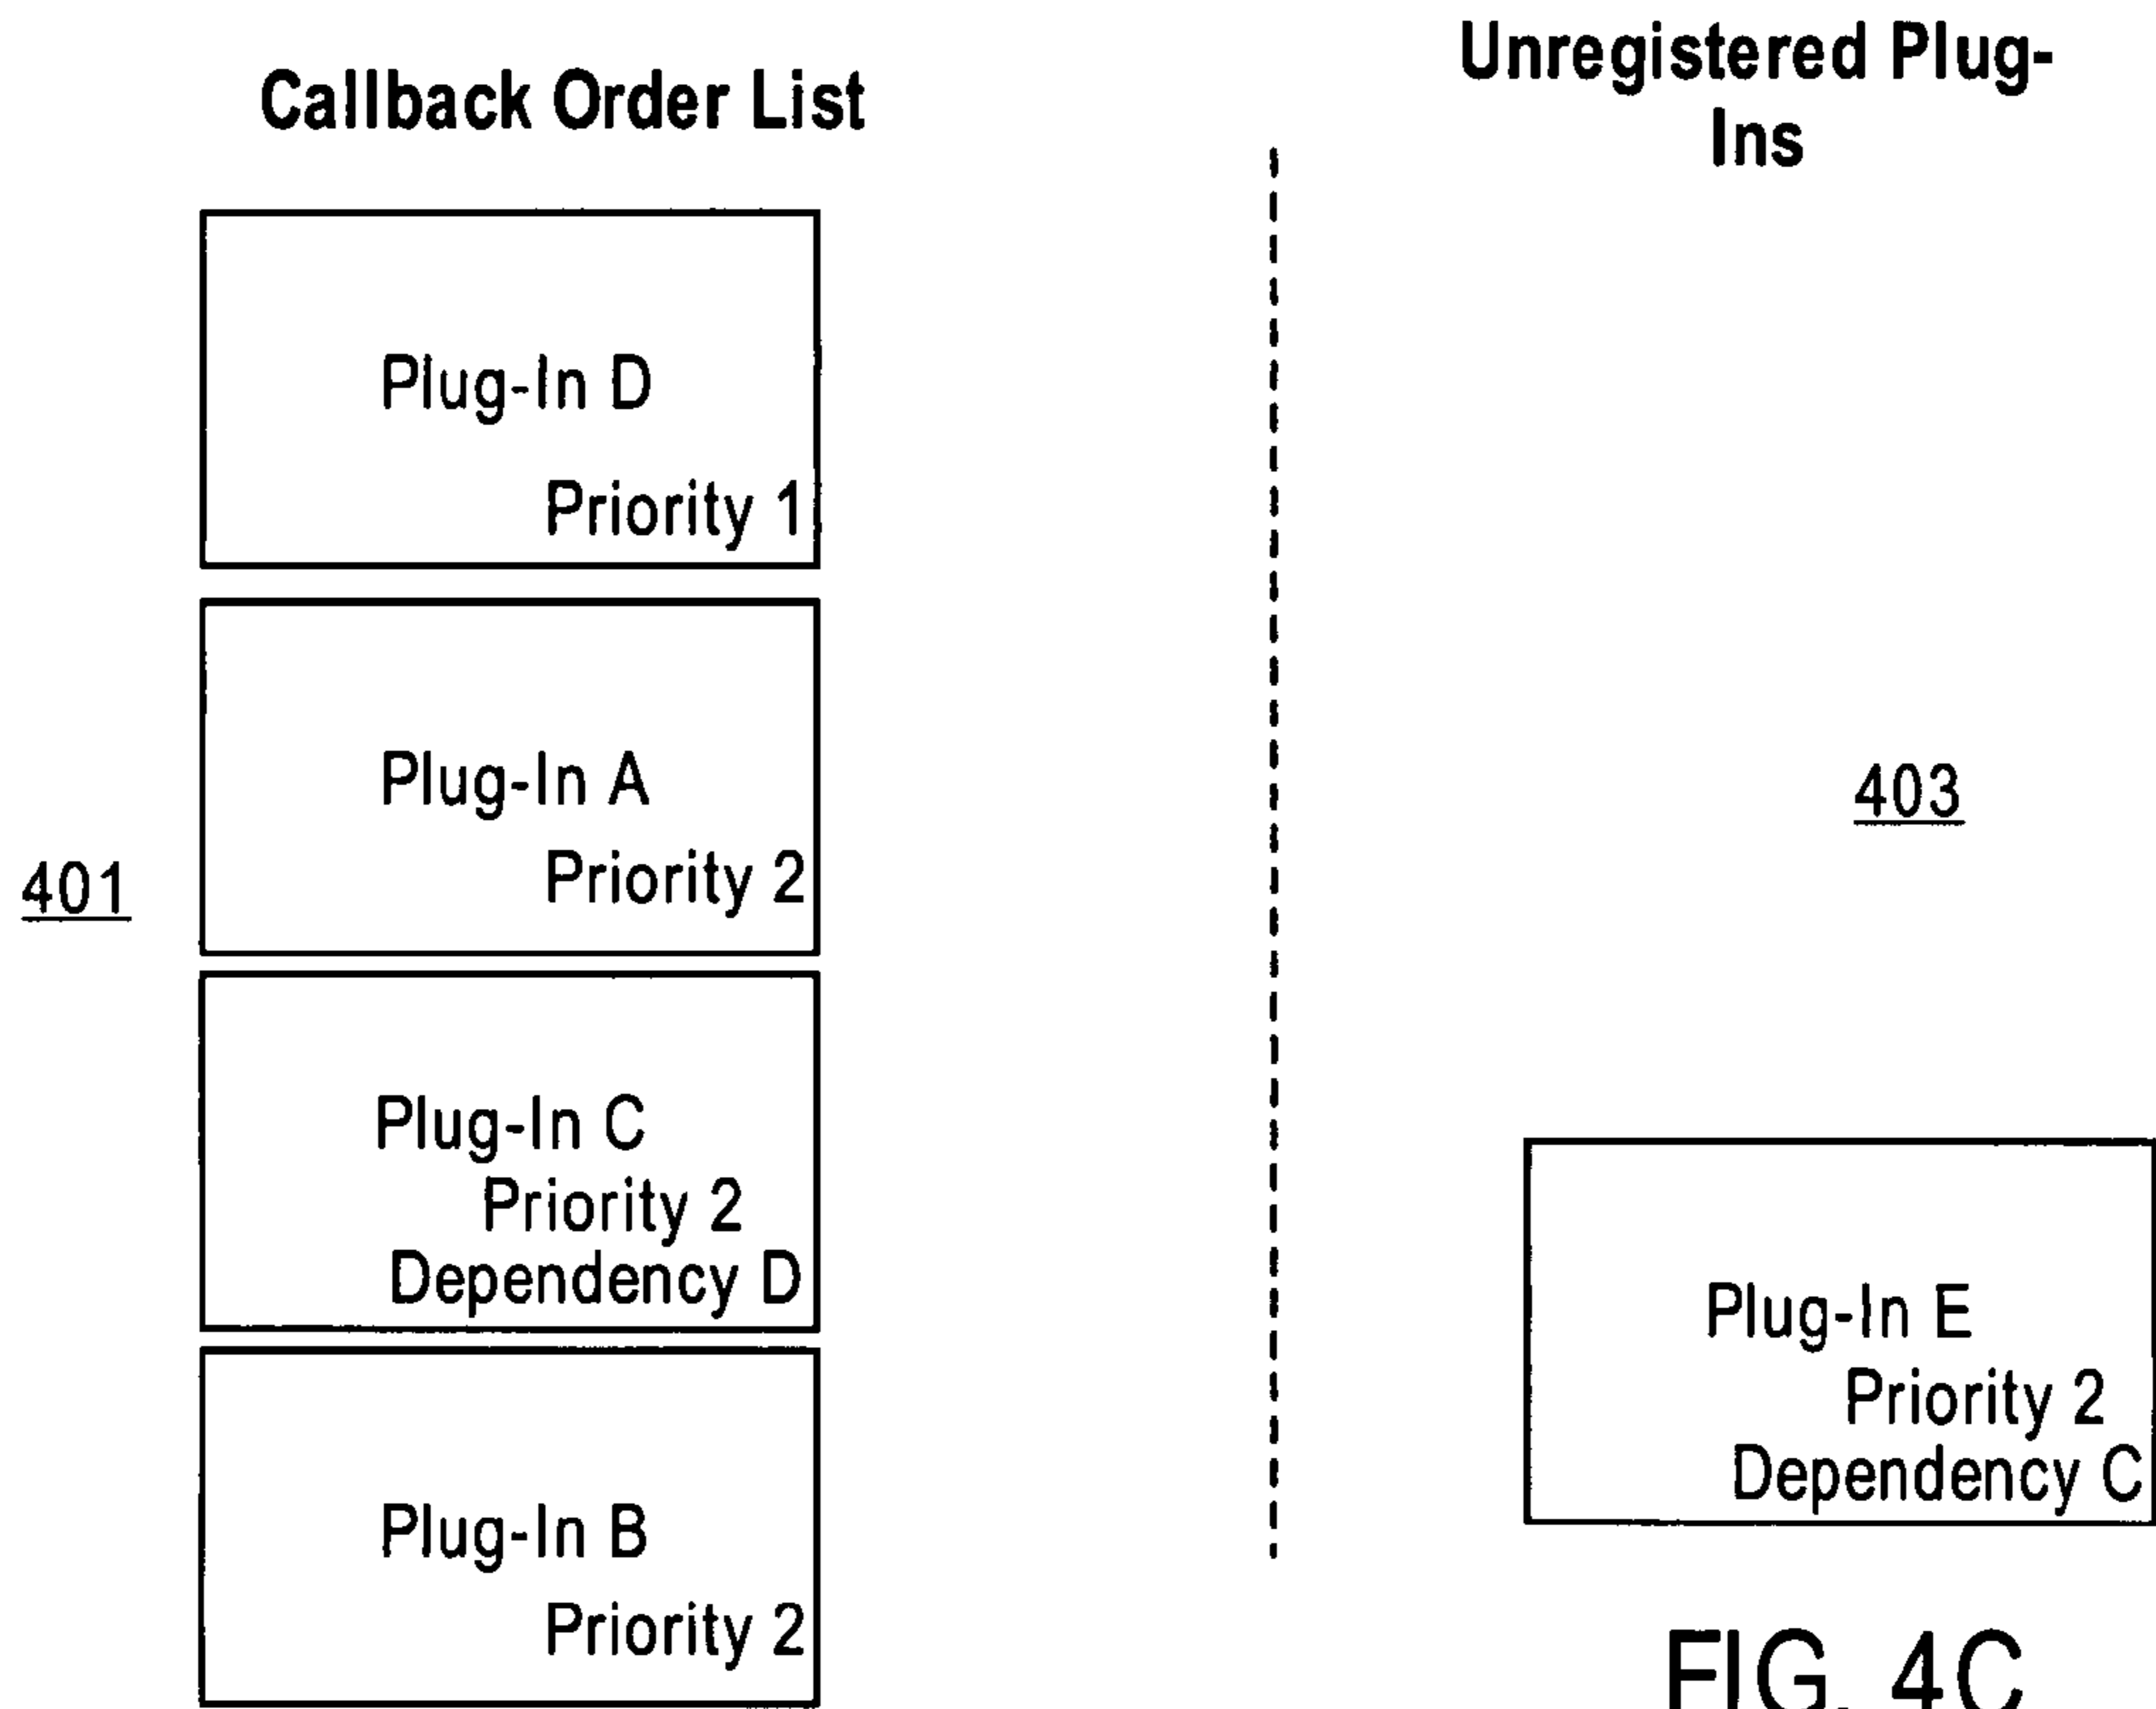 Callback Order List
Plug-In D
Priority 1
Plug-In A
Priority 2
401
Plug-In C
Priority 2
Dependency D
Plug-In B
Priority 2
Unregistered Plug-
Ins
403
Plug-In E
Priority 2
Dependency C
FIG. 4C